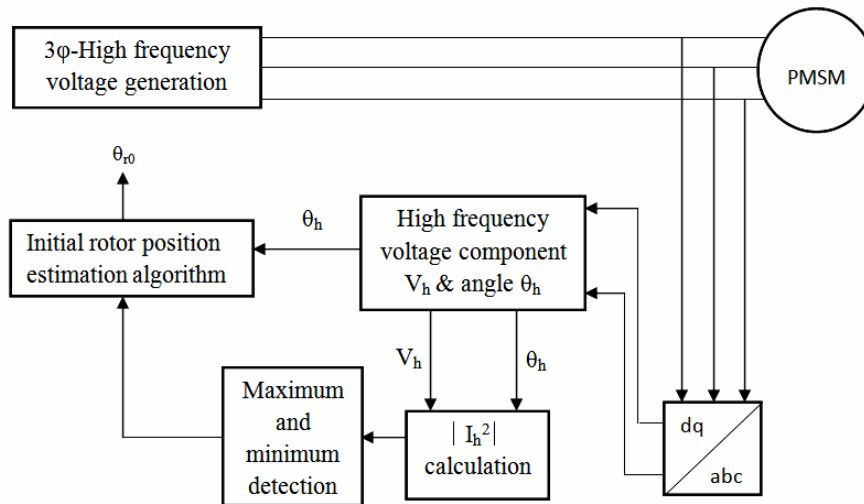 3φ-High frequency
voltage generation
PMSM
θr0
θh
High frequency
voltage component
Vh & angle θh
Initial rotor position
estimation algorithm
Vh
θh
Maximum
and
minimum
detection
| Ih²|
calculation
dq
abc